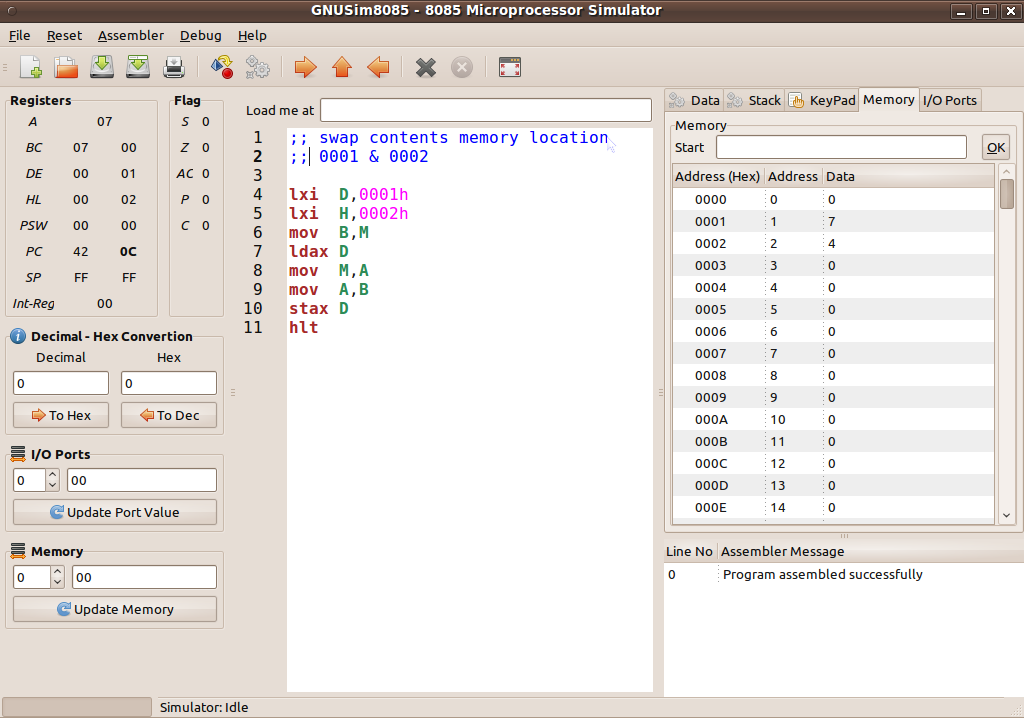 GNUSim8085 - 8085 Microprocessor Simulator
File Reset Assembler Debug Help
Registers
A 07
BC 07 00
DE 00 01
HL 00 02
PSW 00 00
PC 42 0C
SP FF FF
Int-Reg 00
Flag
S 0
Z 0
AC 0
P 0
C 0
Decimal - Hex Convertion
Decimal Hex
0 0
To Hex To Dec
I/O Ports
0 00
Update Port Value
Memory
0 00
Update Memory
Load me at
1 ;; swap contents memory location
2 ;; 0001 & 0002
3
4 lxi D,0001h
5 lxi H,0002h
6 mov B,M
7 ldax D
8 mov M,A
9 mov A,B
10 stax D
11 hlt
Data Stack KeyPad Memory I/O Ports
Memory
Start OK
Address (Hex) Address Data
0000 0 0
0001 1 7
0002 2 4
0003 3 0
0004 4 0
0005 5 0
0006 6 0
0007 7 0
0008 8 0
0009 9 0
000A 10 0
000B 11 0
000C 12 0
000D 13 0
000E 14 0
Line No Assembler Message
0 Program assembled successfully
Simulator: Idle